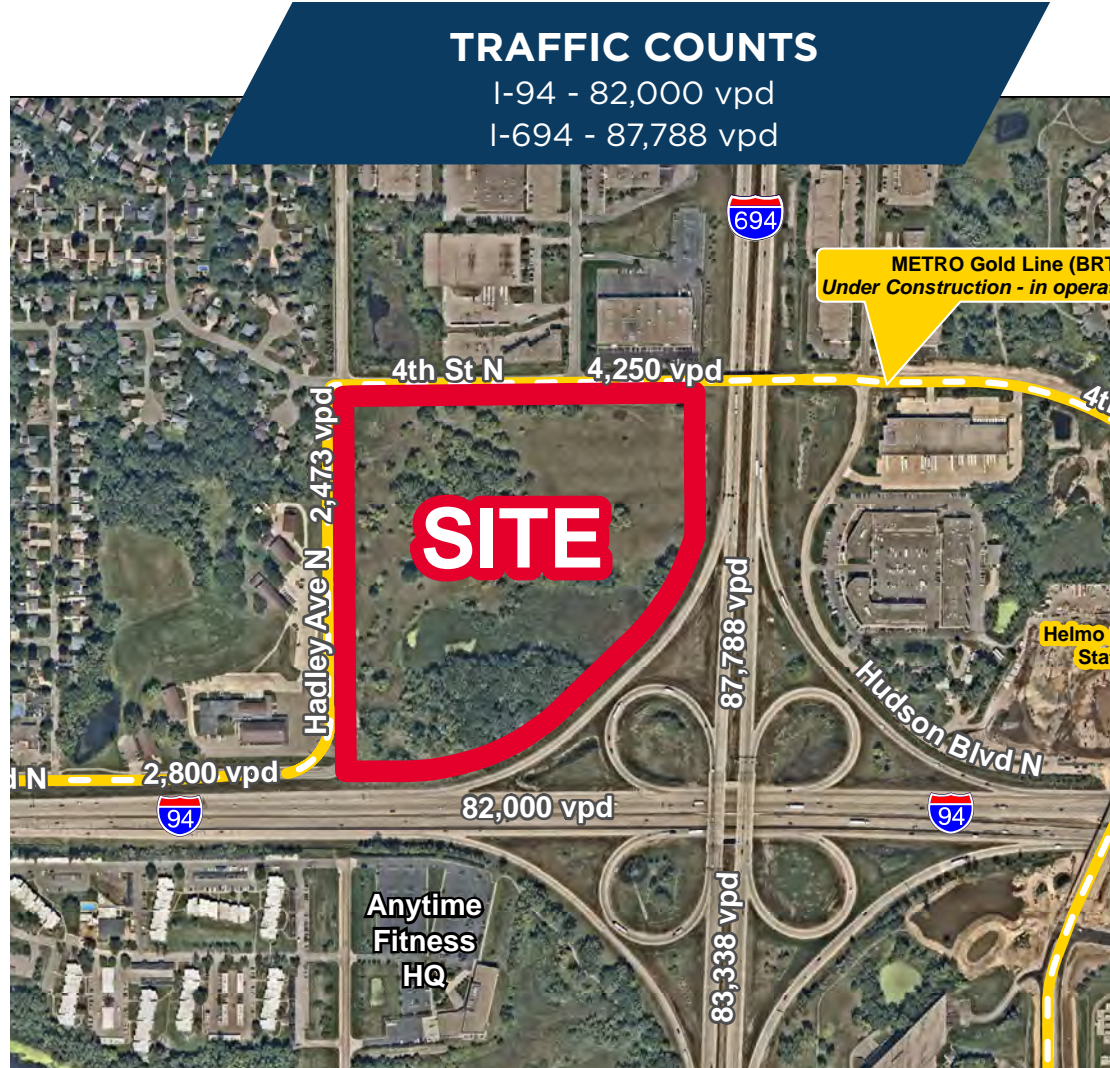 TRAFFIC COUNTS
I-94 - 82,000 vpd
I-694 - 87,788 vpd
694
METRO Gold Line (BRT
Under Construction - in opera
4th St N
4,250 vpd
4t
2,473 vpd
SITE
Hadley Ave N
87,788 vpd
Helmo
Sta
Hudson Blvd N
d N
2,800 vpd
82,000 vpd
94
94
Anytime
Fitness
HQ
83,338 vpd